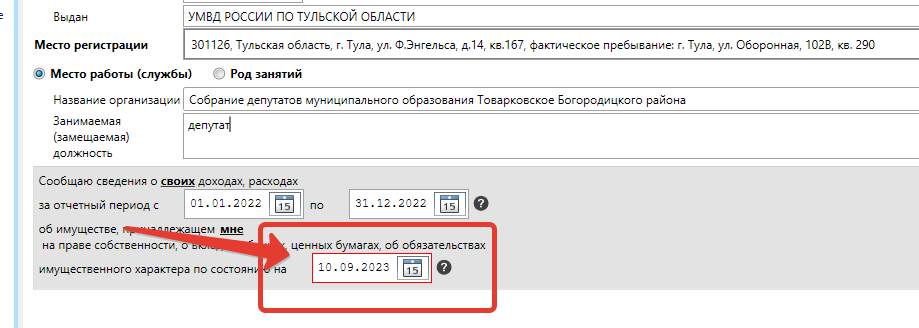 е
Выдан УМВД РОССИИ ПО ТУЛЬСКОЙ ОБЛАСТИ
Место регистрации 301126, Тульская область, г. Тула, ул. Ф.Энгельса, д.14, кв.167, фактическое пребывание: г. Тула, ул. Оборонная, 102В, кв. 290
Место работы (службы) Род занятий
Название организации Собрание депутатов муниципального образования Товарковское Богородицкого района
Занимаемая депутат
(замещаемая)
должность
Сообщаю сведения о своих доходах, расходах
за отчетный период с 01.01.2022 15 по 31.12.2022 15 ?
об имуществе, принадлежащем мне
на праве собственности, о ценных бумагах, об обязательствах
имущественного характера по состоянию на 10.09.2023 15 ?